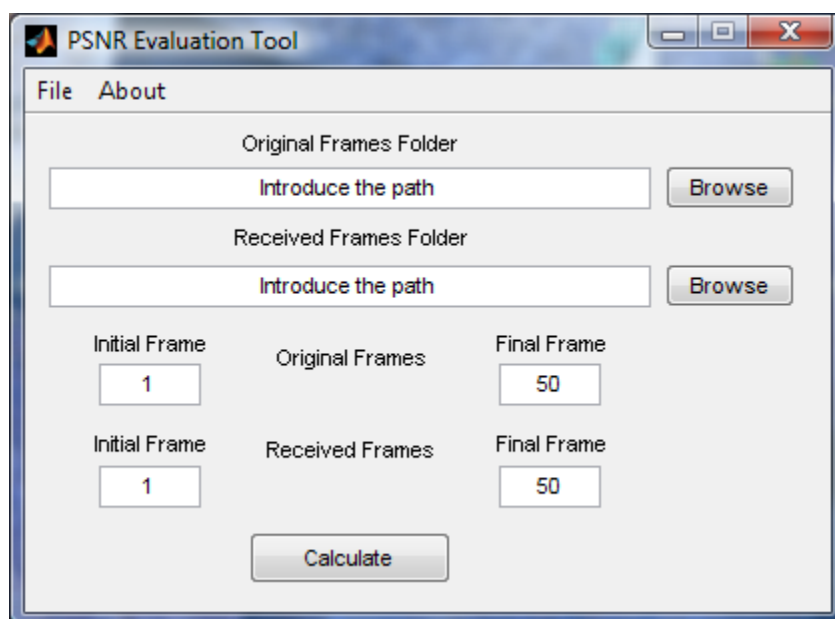 PSNR Evaluation Tool
File About
Original Frames Folder
Introduce the path Browse
Received Frames Folder
Introduce the path Browse
Initial Frame Original Frames Final Frame
1 50
Initial Frame Received Frames Final Frame
1 50
Calculate